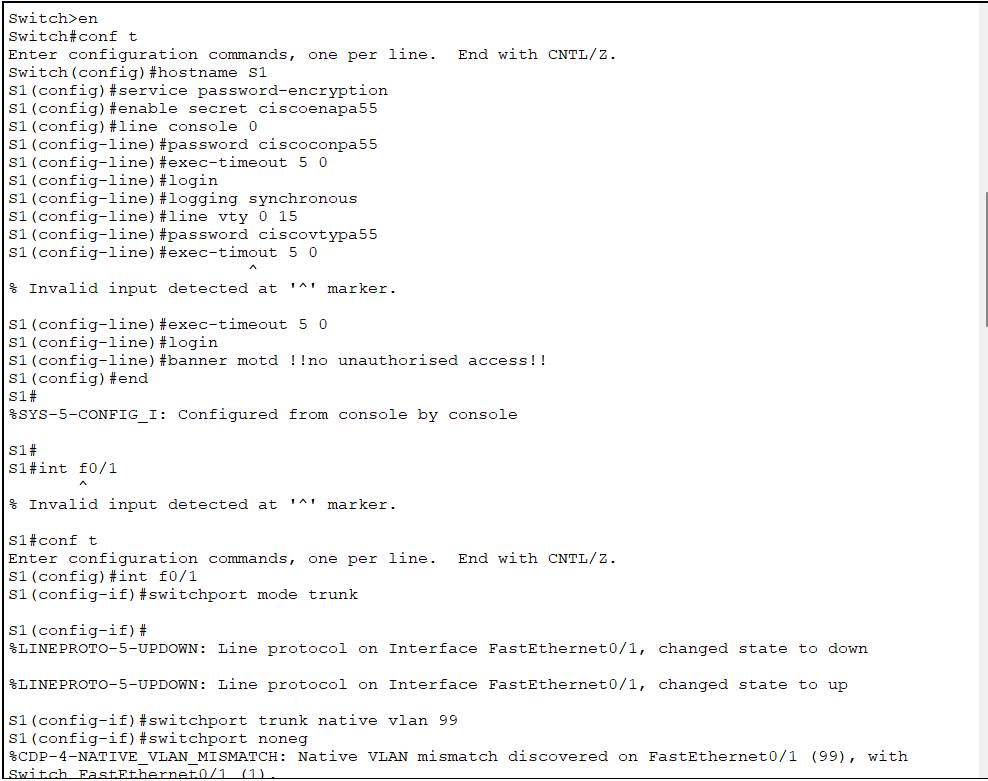 Switch>en
Switch#conf t
Enter configuration commands, one per line.  End with CNTL/Z.
Switch(config)#hostname S1
S1(config)#service password-encryption
S1(config)#enable secret ciscoenapa55
S1(config)#line console 0
S1(config-line)#password ciscoconpa55
S1(config-line)#exec-timeout 5 0
S1(config-line)#login
S1(config-line)#logging synchronous
S1(config-line)#line vty 0 15
S1(config-line)#password ciscovtypa55
S1(config-line)#exec-timout 5 0
                        ^
% Invalid input detected at '^' marker.
S1(config-line)#exec-timeout 5 0
S1(config-line)#login
S1(config-line)#banner motd !!no unauthorised access!!
S1(config)#end
S1#
%SYS-5-CONFIG_I: Configured from console by console
S1#
S1#int f0/1
       ^
% Invalid input detected at '^' marker.
S1#conf t
Enter configuration commands, one per line.  End with CNTL/Z.
S1(config)#int f0/1
S1(config-if)#switchport mode trunk
S1(config-if)#
%LINEPROTO-5-UPDOWN: Line protocol on Interface FastEthernet0/1, changed state to down
%LINEPROTO-5-UPDOWN: Line protocol on Interface FastEthernet0/1, changed state to up
S1(config-if)#switchport trunk native vlan 99
S1(config-if)#switchport noneg
%CDP-4-NATIVE_VLAN_MISMATCH: Native VLAN mismatch discovered on FastEthernet0/1 (99), with
Switch FastEthernet0/1 (1).